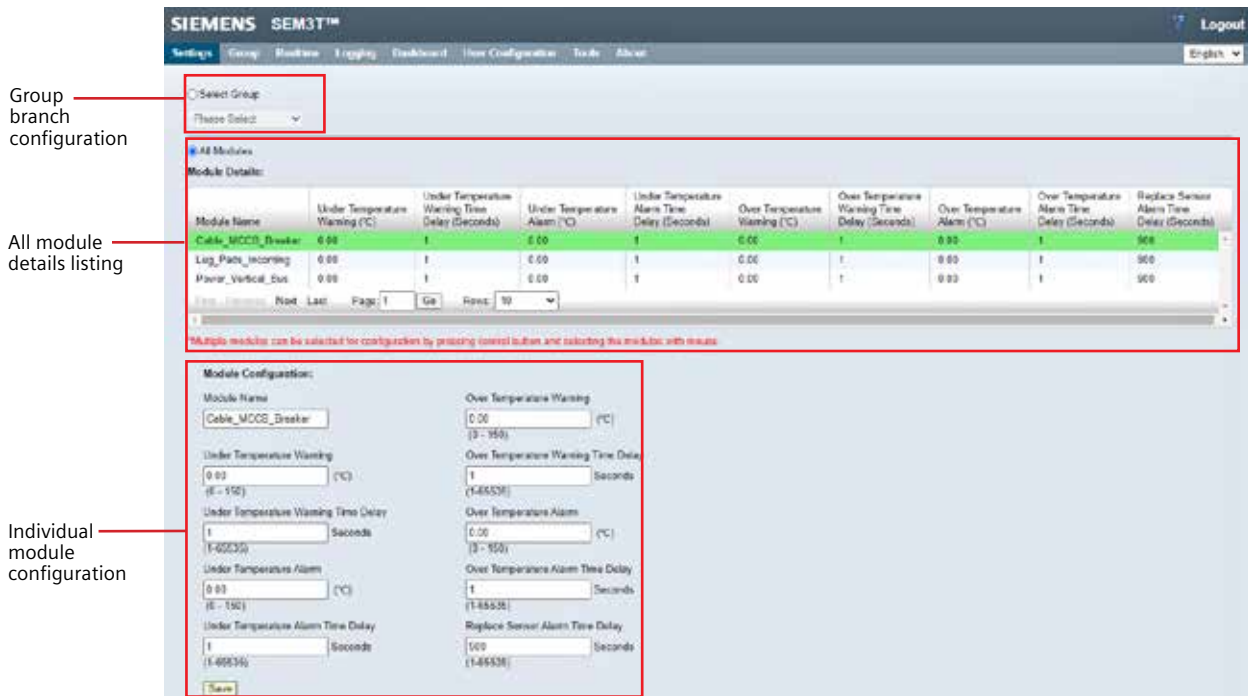 SIEMENS SEM3T™
Logout
Settings Group Realtime Logging Dashboard User Configuration Tools About
English
Group
branch
configuration
Select Group
Please Select
All module
details listing
All Modules
Module Details:
Module Name
Under Temperature Warning (°C)
Under Temperature Warning Time Delay (Seconds)
Under Temperature Alarm (°C)
Under Temperature Alarm Time Delay (Seconds)
Over Temperature Warning (°C)
Over Temperature Warning Time Delay (Seconds)
Over Temperature Alarm (°C)
Over Temperature Alarm Time Delay (Seconds)
Replace Sensor Alarm Time Delay (Seconds)
Cable_MCCB_Breaker 0.00 1 0.00 1 0.00 1 0.00 1 900
Lug_Pads_Incoming 0.00 1 0.00 1 0.00 1 0.00 1 900
Power_Vertical_Bus 0.00 1 0.00 1 0.00 1 0.00 1 900
First Previous Next Last Page: 1 Go Rows: 10
*Multiple modules can be selected for configuration by pressing control button and selecting the modules with mouse
Individual
module
configuration
Module Configuration:
Module Name
Cable_MCCB_Breaker
Over Temperature Warning
0.00 (°C)
(0 - 150)
Under Temperature Warning
0.00 (°C)
(0 - 150)
Over Temperature Warning Time Delay
1 Seconds
(1-65535)
Under Temperature Warning Time Delay
1 Seconds
(1-65535)
Over Temperature Alarm
0.00 (°C)
(0 - 150)
Under Temperature Alarm
0.00 (°C)
(0 - 150)
Over Temperature Alarm Time Delay
1 Seconds
(1-65535)
Under Temperature Alarm Time Delay
1 Seconds
(1-65535)
Replace Sensor Alarm Time Delay
900 Seconds
(1-65535)
Save